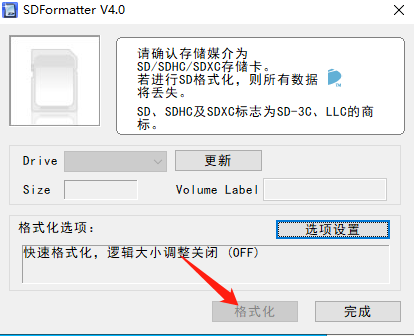 SDFormatter V4.0
请确认存储媒介为
SD/SDHC/SDXC存储卡。
若进行SD格式化，则所有数据
将丢失。
SD、SDHC及SDXC标志为SD-3C、LLC的商
标。
Drive
更新
Size
Volume Label
格式化选项：
选项设置
快速格式化，逻辑大小调整关闭 (OFF)
格式化
完成